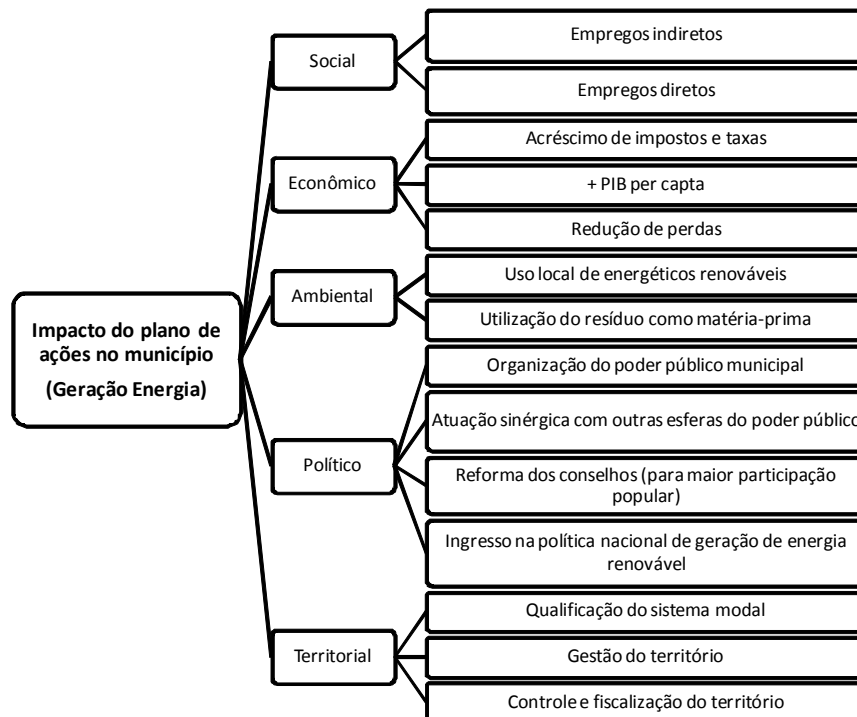 Impacto do plano de
ações no município
(Geração Energia)
Social
Empregos indiretos
Empregos diretos
Econômico
Acréscimo de impostos e taxas
+ PIB per capta
Redução de perdas
Ambiental
Uso local de energéticos renováveis
Utilização do resíduo como matéria-prima
Político
Organização do poder público municipal
Atuação sinérgica com outras esferas do poder público
Reforma dos conselhos (para maior participação
popular)
Ingresso na política nacional de geração de energia
renovável
Territorial
Qualificação do sistema modal
Gestão do território
Controle e fiscalização do território